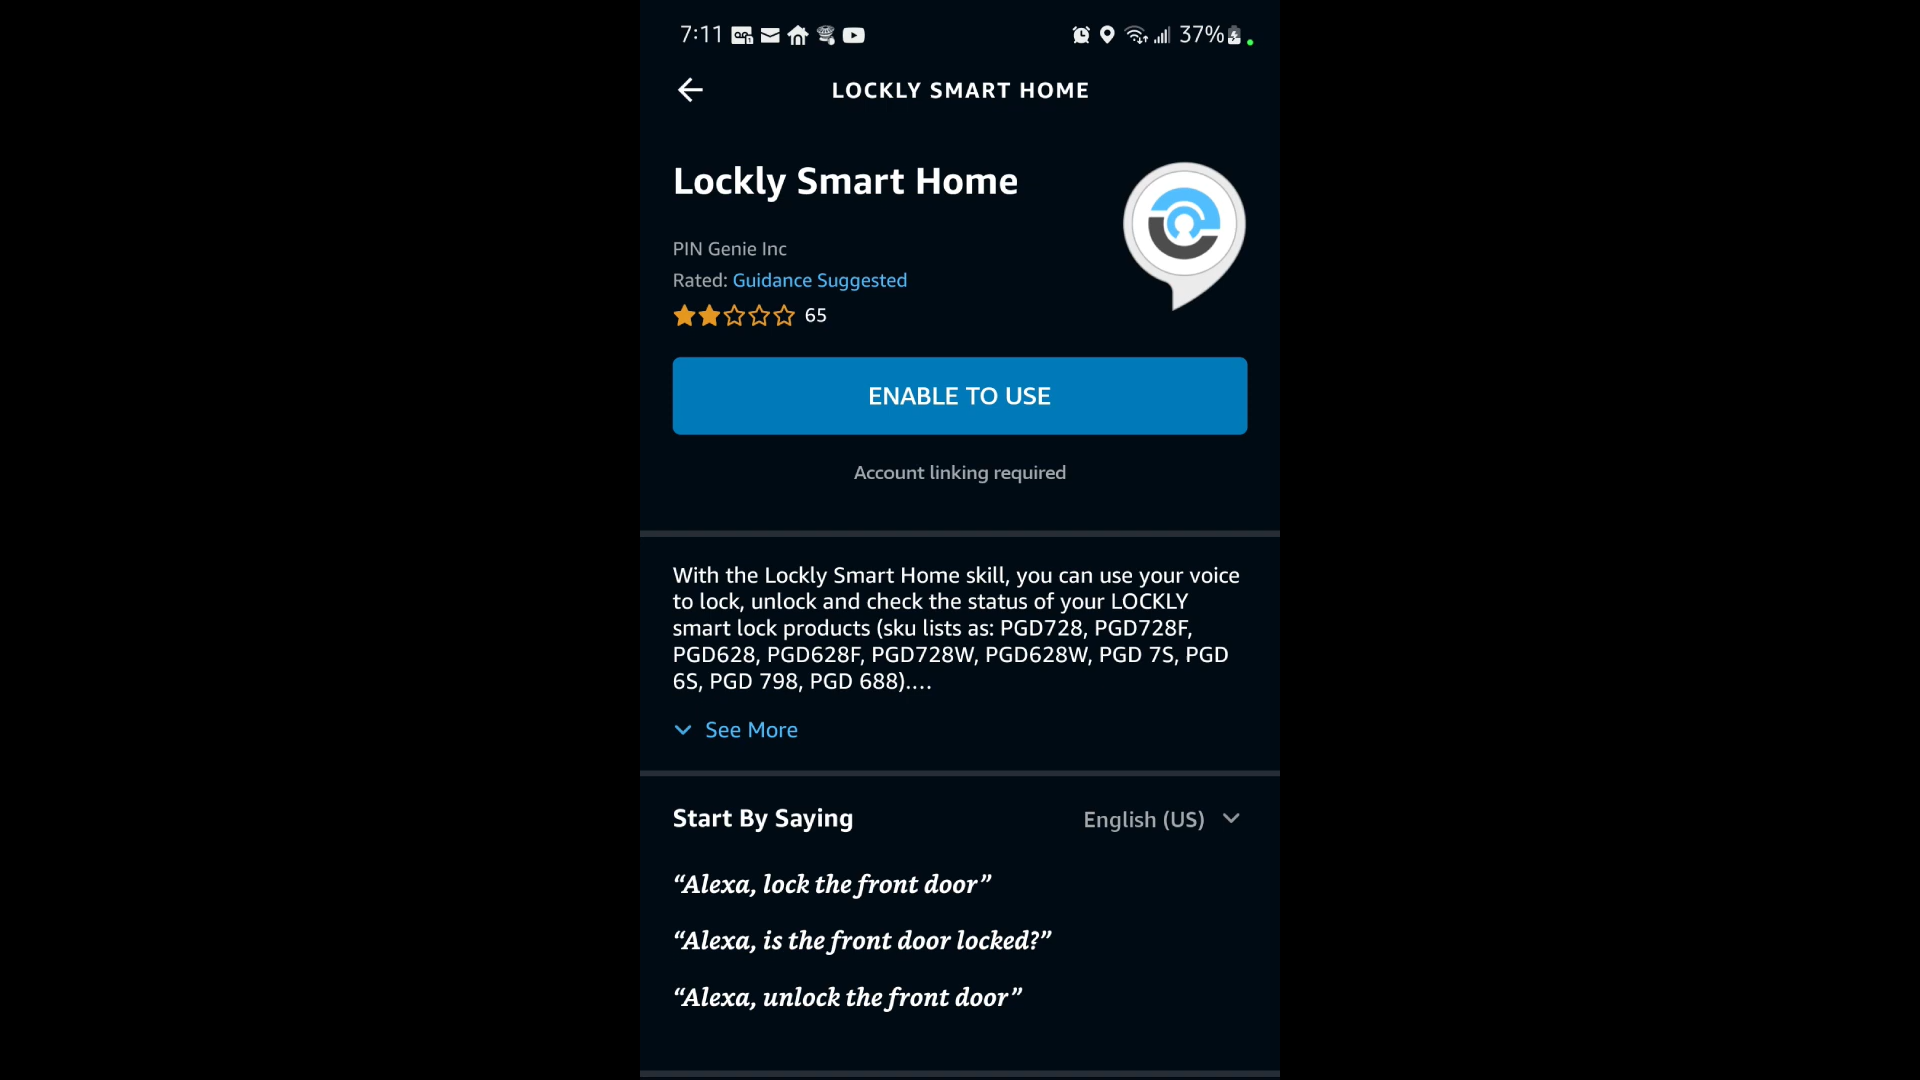 7:11 37%
LOCKLY SMART HOME
Lockly Smart Home
PIN Genie Inc
Rated: Guidance Suggested
65
ENABLE TO USE
Account linking required
With the Lockly Smart Home skill, you can use your voice
to lock, unlock and check the status of your LOCKLY
smart lock products (sku lists as: PGD728, PGD728F,
PGD628, PGD628F, PGD728W, PGD628W, PGD 7S, PGD
6S, PGD 798, PGD 688)....
See More
Start By Saying English (US)
“Alexa, lock the front door”
“Alexa, is the front door locked?”
“Alexa, unlock the front door”